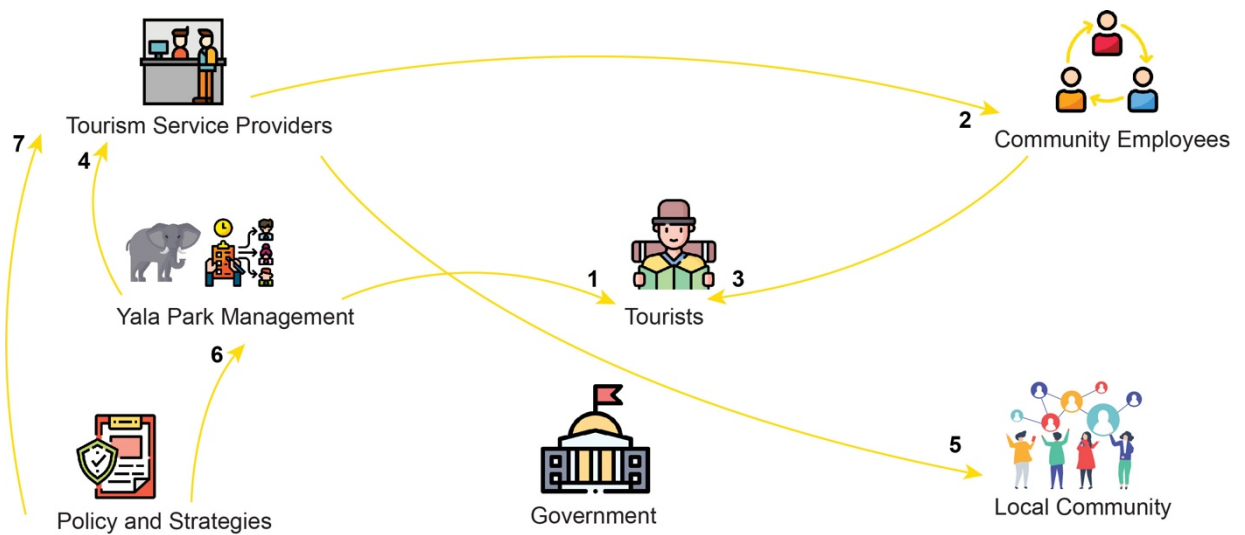 Tourism Service Providers
7
4
2
Community Employees
1
3
Yala Park Management
Tourists
6
5
Policy and Strategies
Government
Local Community